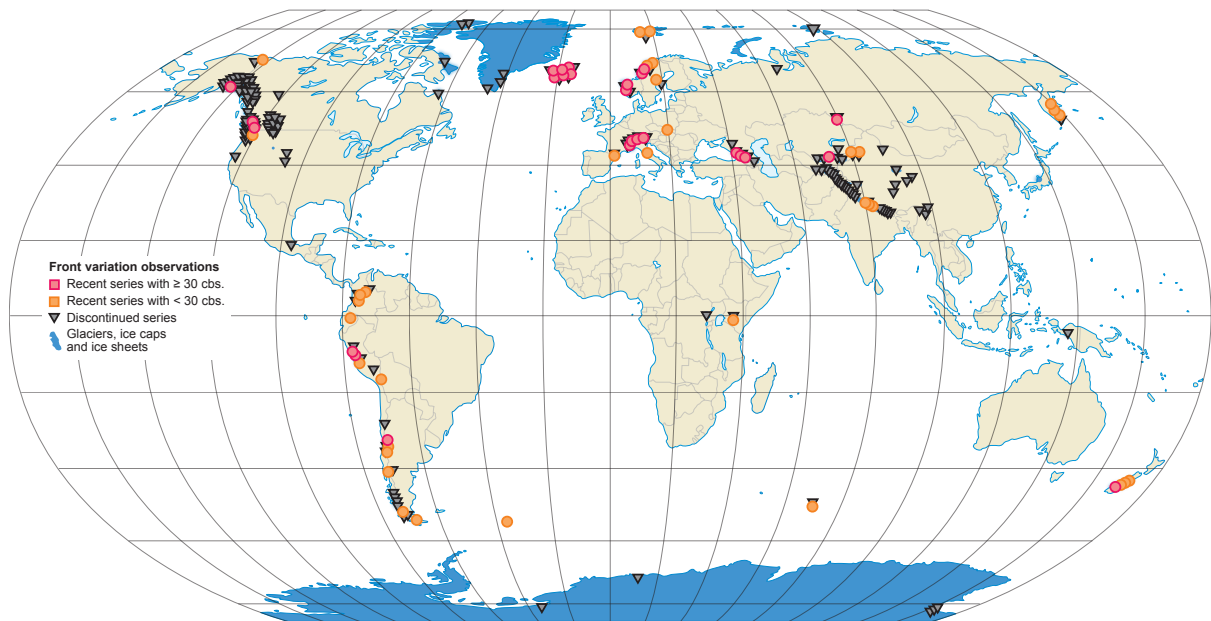 Front variation observations
Recent series with ≥ 30 cbs.
Recent series with < 30 cbs.
Discontinued series
Glaciers, ice caps
and ice sheets